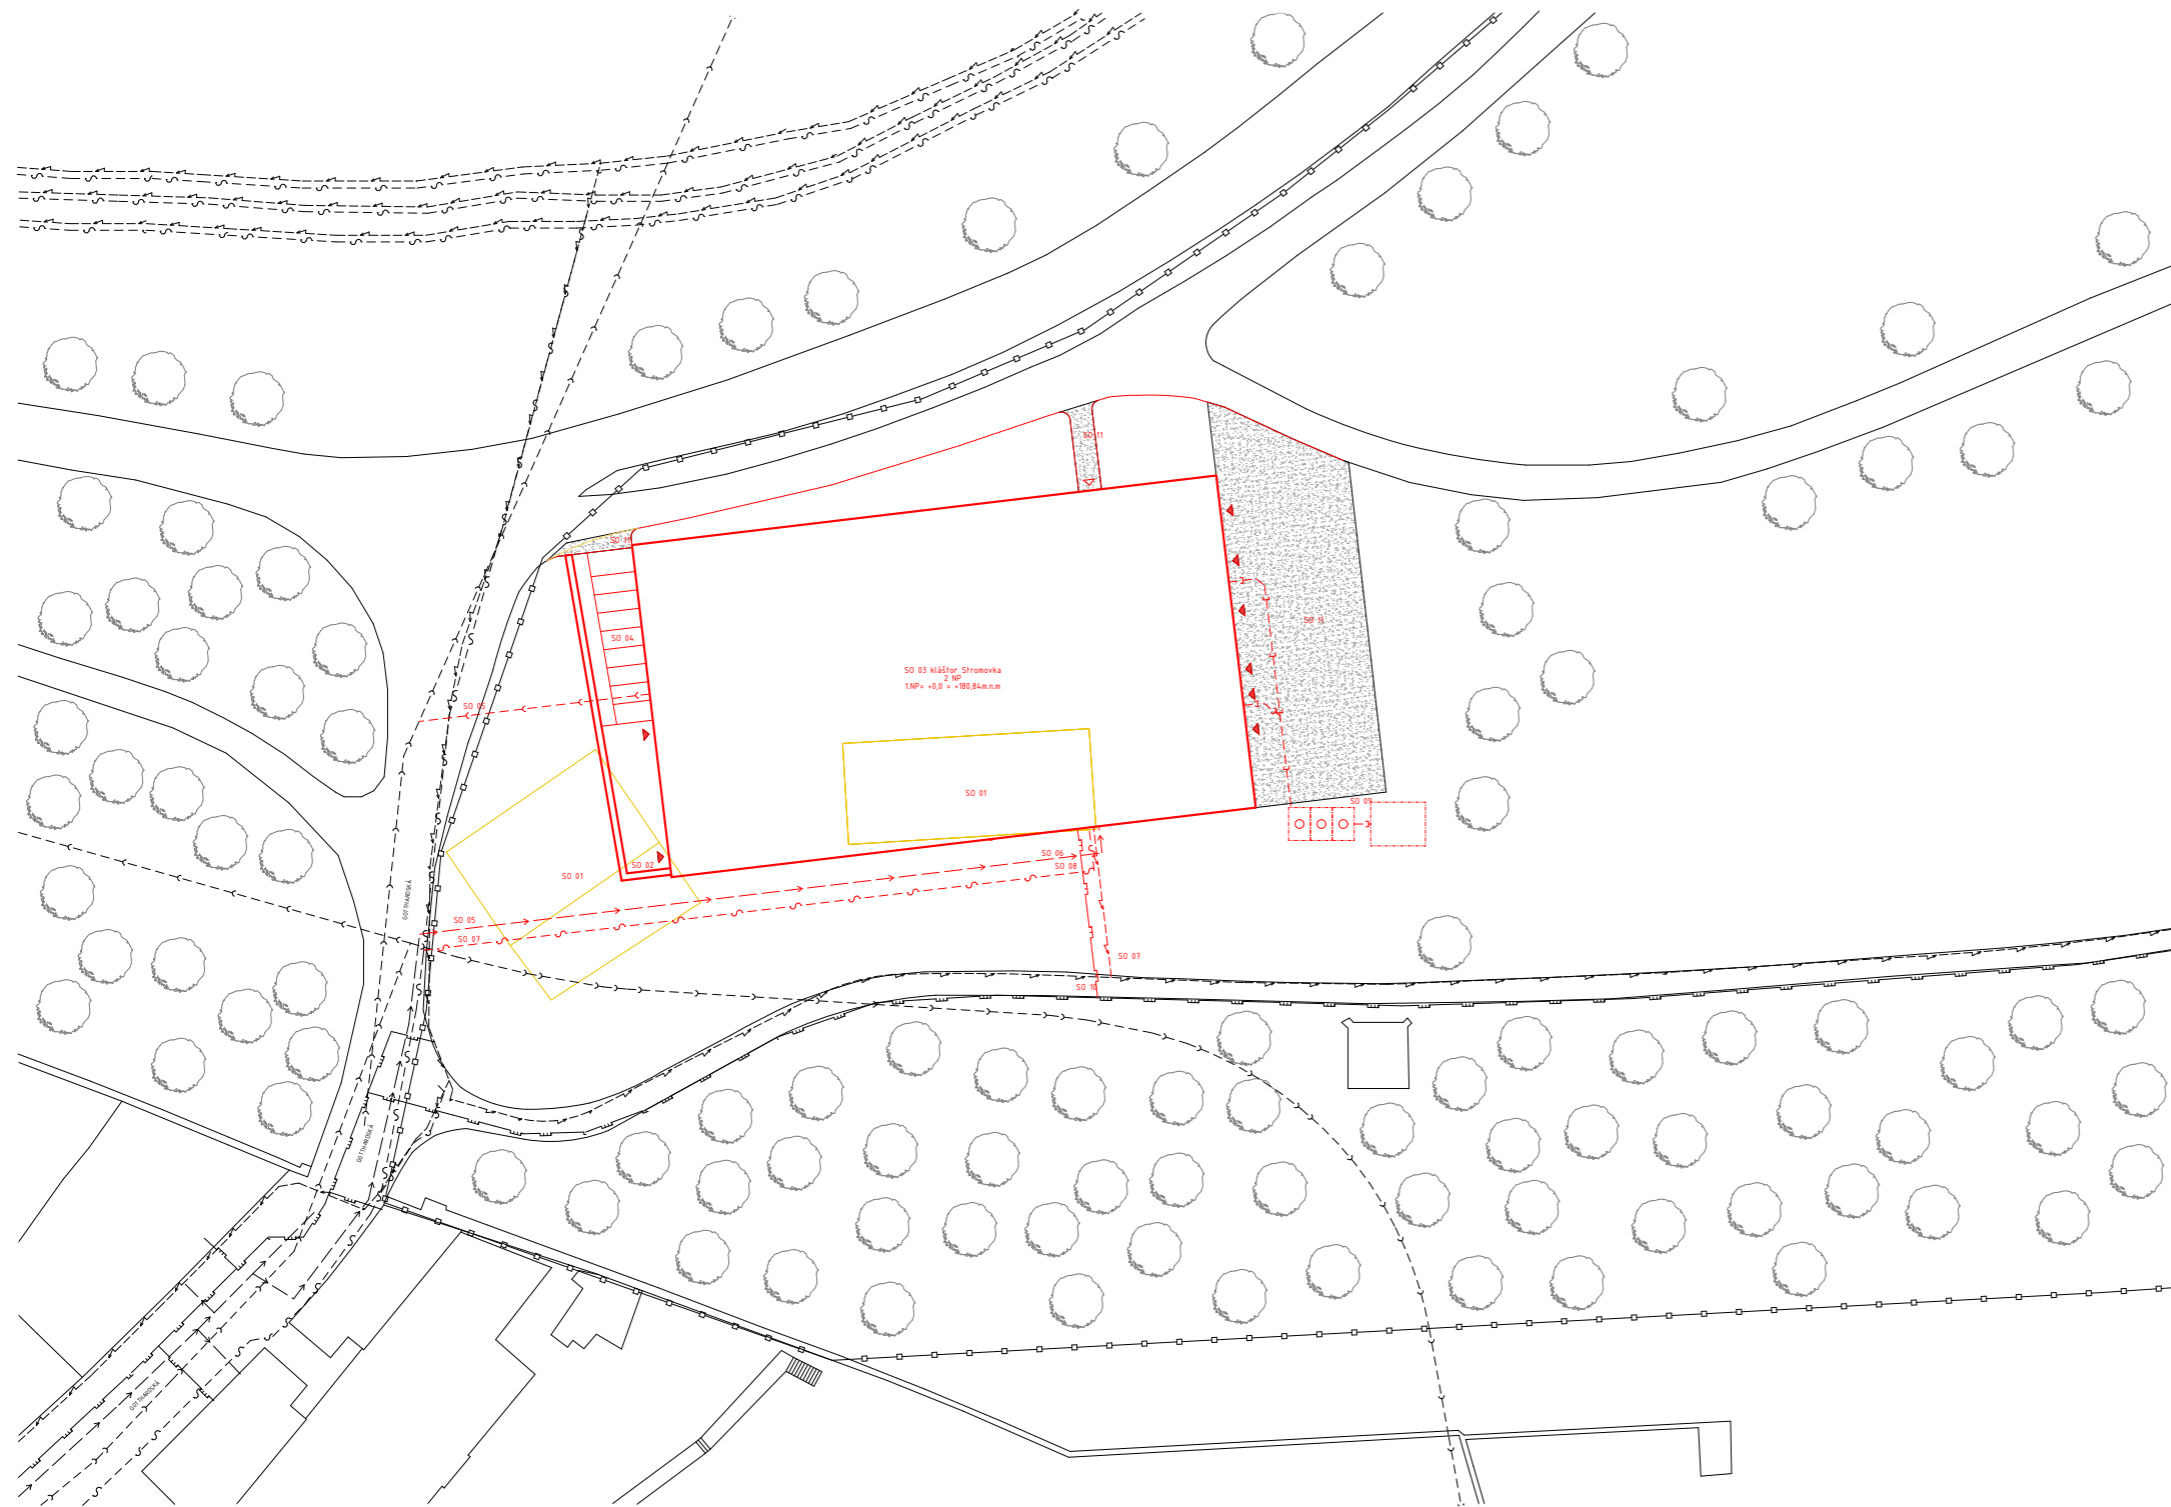 SO 11
SO 11
SO 04
SO 11
SO 03 klášter Stromovka
2 NP
1.NP= +0,0 = +180,84m.n.m
SO 05
SO 01
SO 09
SO 06
SO 08
SO 02
SO 01
GOTTHARDSKÁ
SO 05
SO 07
SO 07
SO 10
GOTTHARDSKÁ
GOTTHARDSKÁ